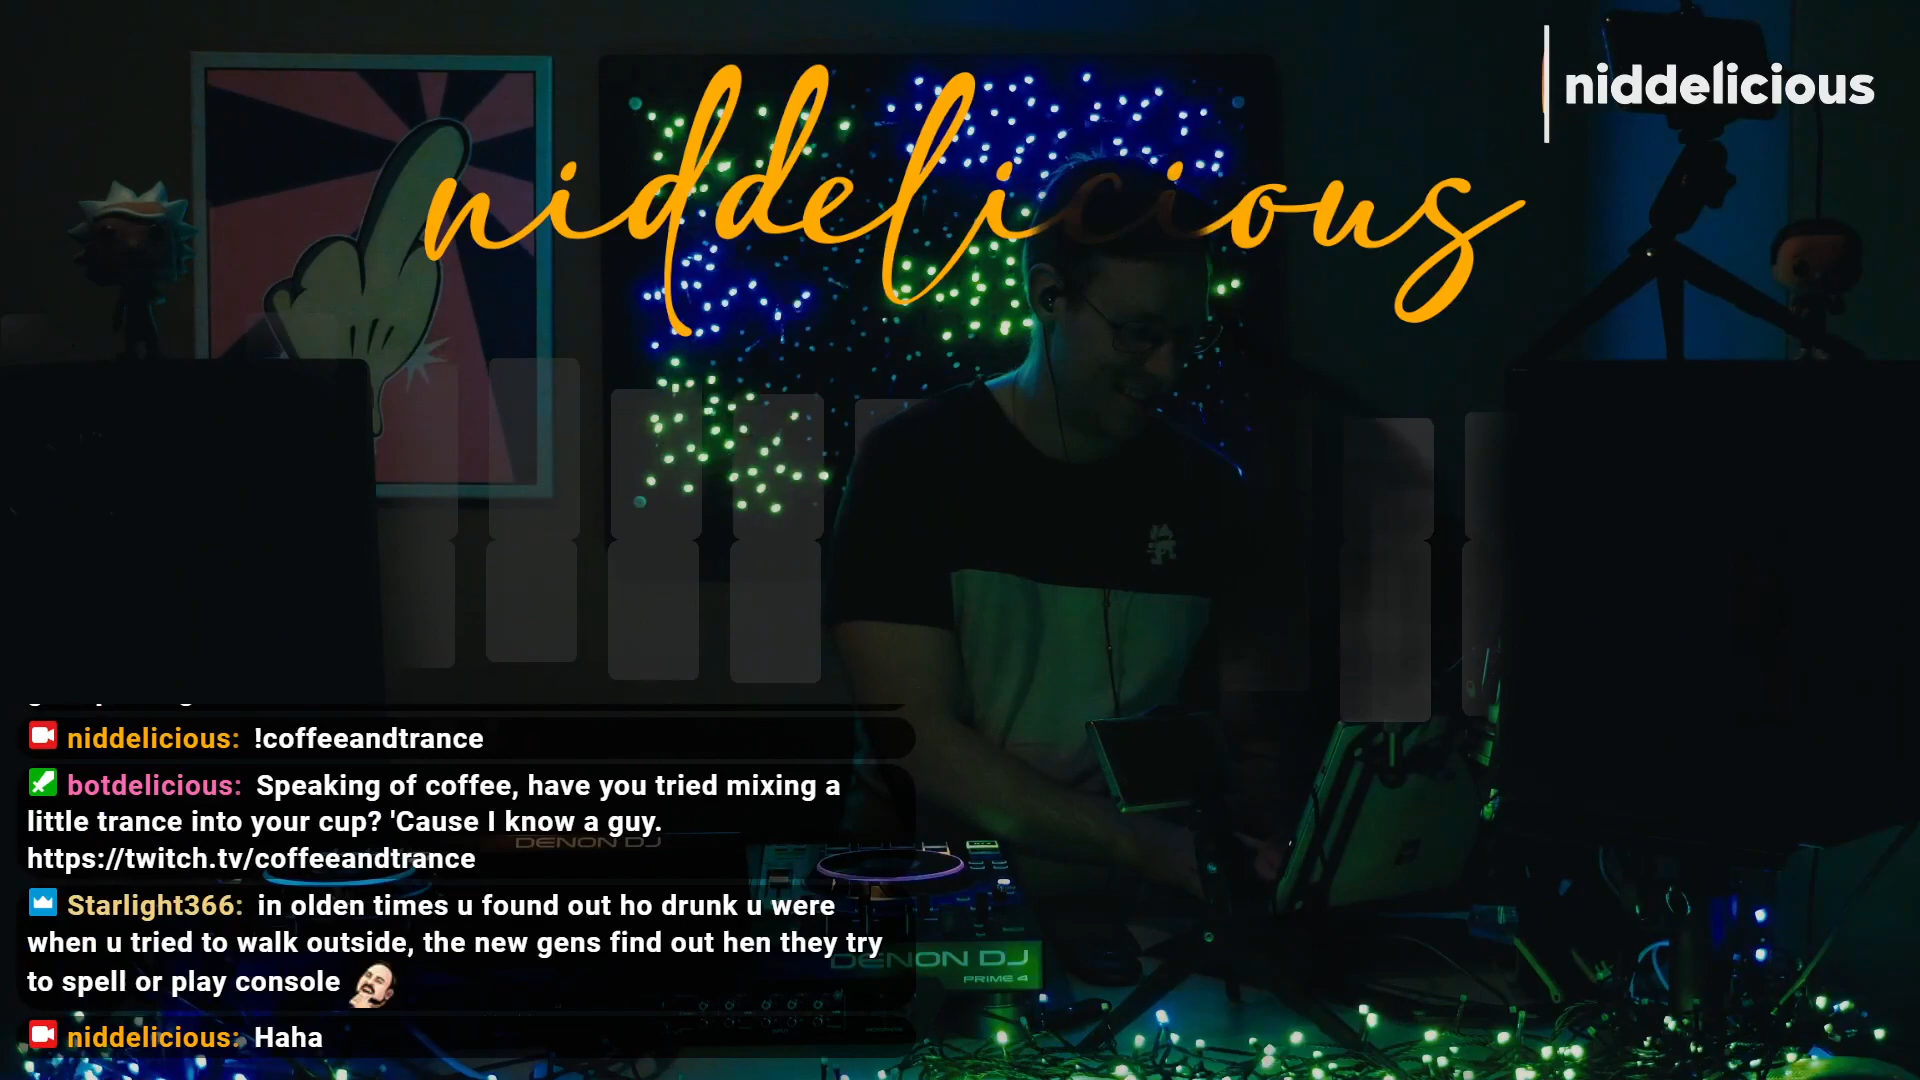 niddelicious
niddelicious
niddelicious: !coffeeandtrance
botdelicious: Speaking of coffee, have you tried mixing a
little trance into your cup? 'Cause I know a guy.
https://twitch.tv/coffeeandtrance
DENON DJ
Starlight366: in olden times u found out ho drunk u were
when u tried to walk outside, the new gens find out hen they try
to spell or play console
DENON DJ
PRIME 4
niddelicious: Haha